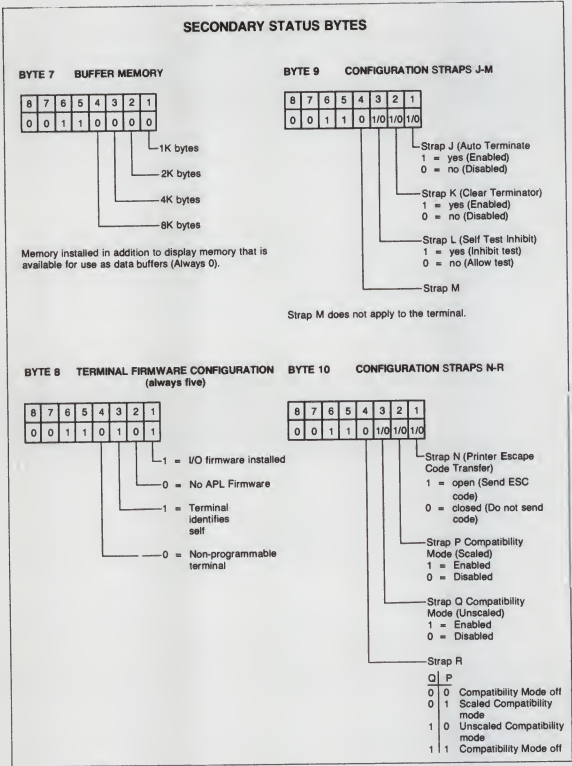 SECONDARY STATUS BYTES
BYTE 7 BUFFER MEMORY
8 7 6 5 4 3 2 1
0 0 1 1 0 0 0 0
1K bytes
2K bytes
4K bytes
8K bytes
Memory installed in addition to display memory that is
available for use as data buffers (Always 0).
BYTE 9 CONFIGURATION STRAPS J-M
8 7 6 5 4 3 2 1
0 0 1 1 0 1/0 1/0 1/0
Strap J (Auto Terminate
1 = yes (Enabled)
0 = no (Disabled)
Strap K (Clear Terminator)
1 = yes (Enabled)
0 = no (Disabled)
Strap L (Self Test Inhibit)
1 = yes (Inhibit test)
0 = no (Allow test)
Strap M
Strap M does not apply to the terminal.
BYTE 8 TERMINAL FIRMWARE CONFIGURATION
(always five)
8 7 6 5 4 3 2 1
0 0 1 1 0 1 0 1
1 = I/O firmware installed
0 = No APL Firmware
1 = Terminal
identifies
self
0 = Non-programmable
terminal
BYTE 10 CONFIGURATION STRAPS N-R
8 7 6 5 4 3 2 1
0 0 1 1 0 1/0 1/0 1/0
Strap N (Printer Escape
Code Transfer)
1 = open (Send ESC
code)
0 = closed (Do not send
code)
Strap P Compatibility
Mode (Scaled)
1 = Enabled
0 = Disabled
Strap Q Compatibility
Mode (Unscaled)
1 = Enabled
0 = Disabled
Strap R
Q P
0 0 Compatibility Mode off
0 1 Scaled Compatibility
mode
1 0 Unscaled Compatibility
mode
1 1 Compatibility Mode off